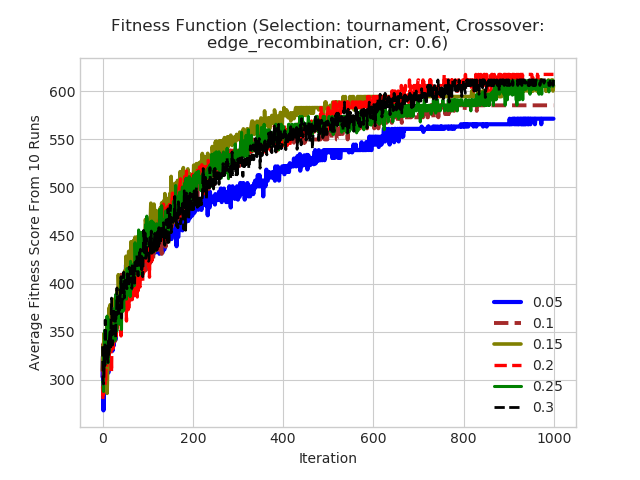 Fitness Function (Selection: tournament, Crossover:
edge_recombination, cr: 0.6)
Average Fitness Score From 10 Runs
600
550
500
450
400
350
300
0.05
0.1
0.15
0.2
0.25
0.3
0 200 400 600 800 1000
Iteration